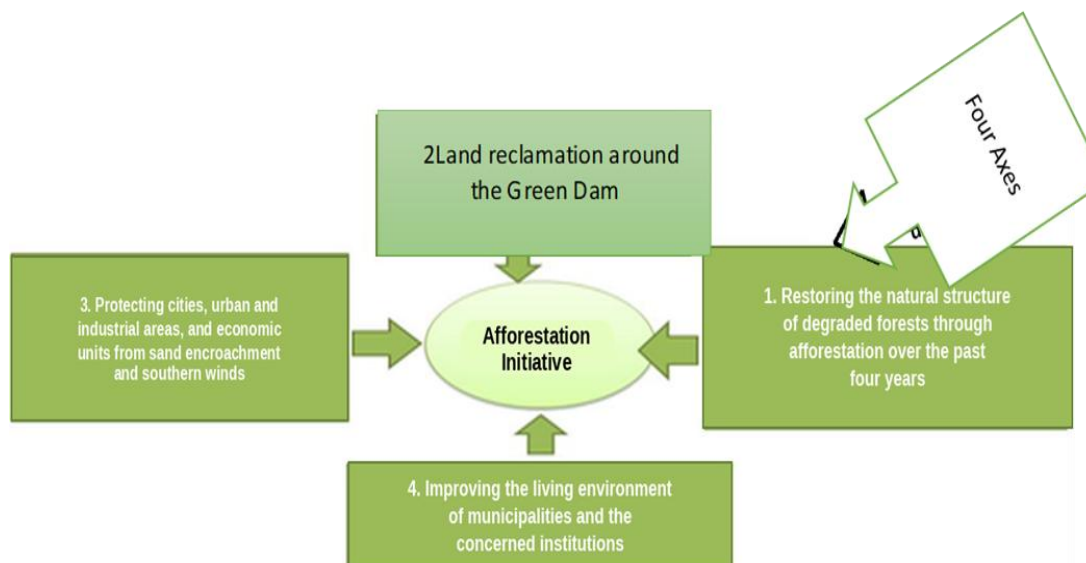 Four Axes
2Land reclamation around
the Green Dam
3. Protecting cities, urban and
industrial areas, and economic
units from sand encroachment
and southern winds
Afforestation
Initiative
1. Restoring the natural structure
of degraded forests through
afforestation over the past
four years
4. Improving the living environment
of municipalities and the
concerned institutions